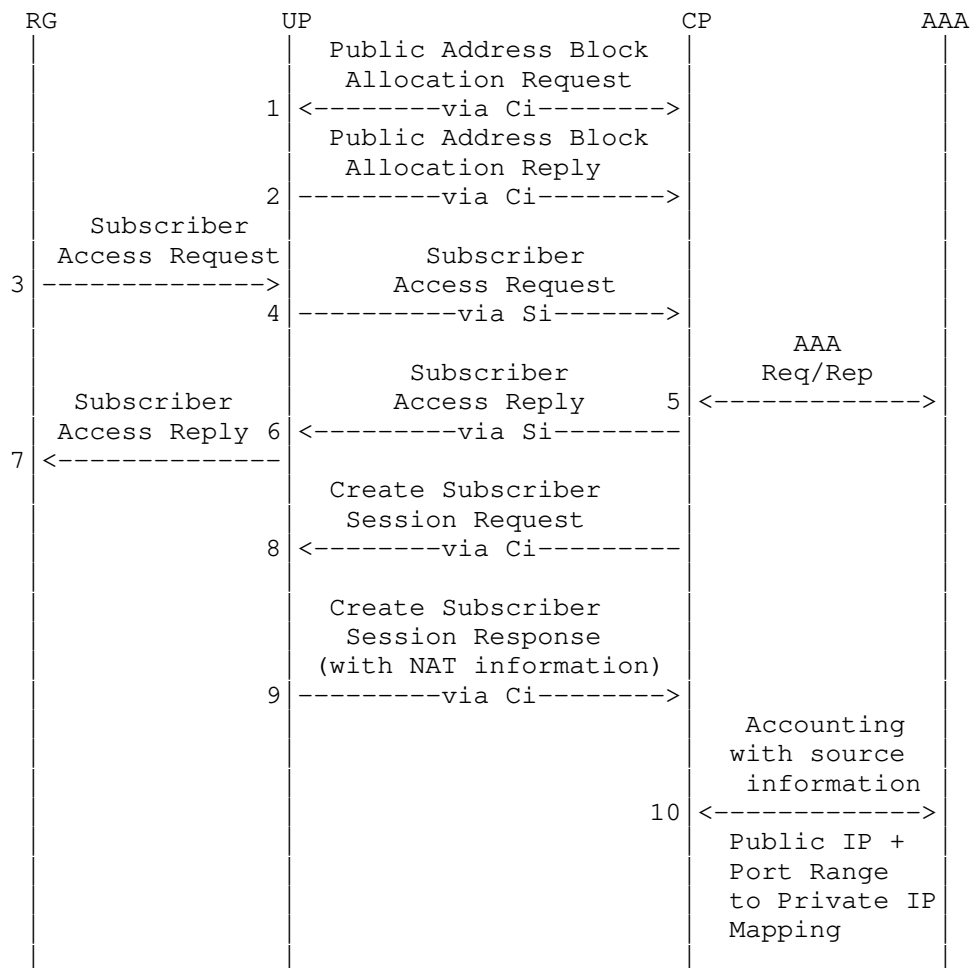 RG UP CP AAA
Public Address Block
Allocation Request
1 <--------via Ci-------->
Public Address Block
Allocation Reply
2 ---------via Ci-------->
Subscriber
Access Request Subscriber
3 --------------> Access Request
4 ----------via Si------->
AAA
Subscriber Req/Rep
Subscriber Access Reply 5 <------------->
Access Reply 6 <---------via Si--------
7 <--------------
Create Subscriber
Session Request
8 <--------via Ci---------
Create Subscriber
Session Response
(with NAT information)
9 ---------via Ci-------->
Accounting
with source
information
10 <------------->
Public IP +
Port Range
to Private IP
Mapping